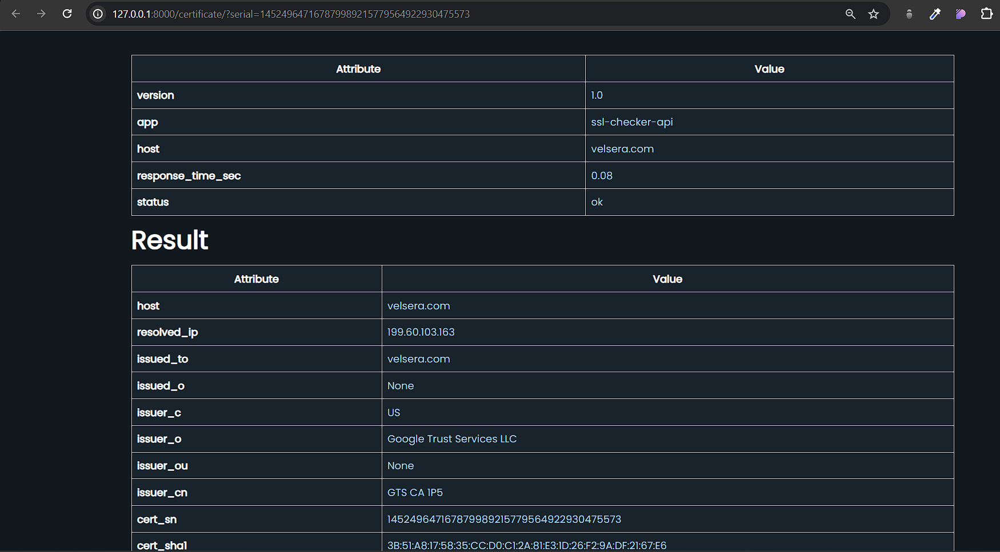 127.0.0.1:8000/certificate/?serial=145249647167879989215779564922930475573
Attribute Value
version 1.0
app ssl-checker-api
host velsera.com
response_time_sec 0.08
status ok
Result
Attribute Value
host velsera.com
resolved_ip 199.60.103.163
issued_to velsera.com
issued_o None
issuer_c US
issuer_o Google Trust Services LLC
issuer_ou None
issuer_cn GTS CA 1P5
cert_sn 145249647167879989215779564922930475573
cert_sha1 3B:51:A8:17:58:35:CC:D0:C1:2A:81:E3:1D:26:F2:9A:DF:21:67:E6